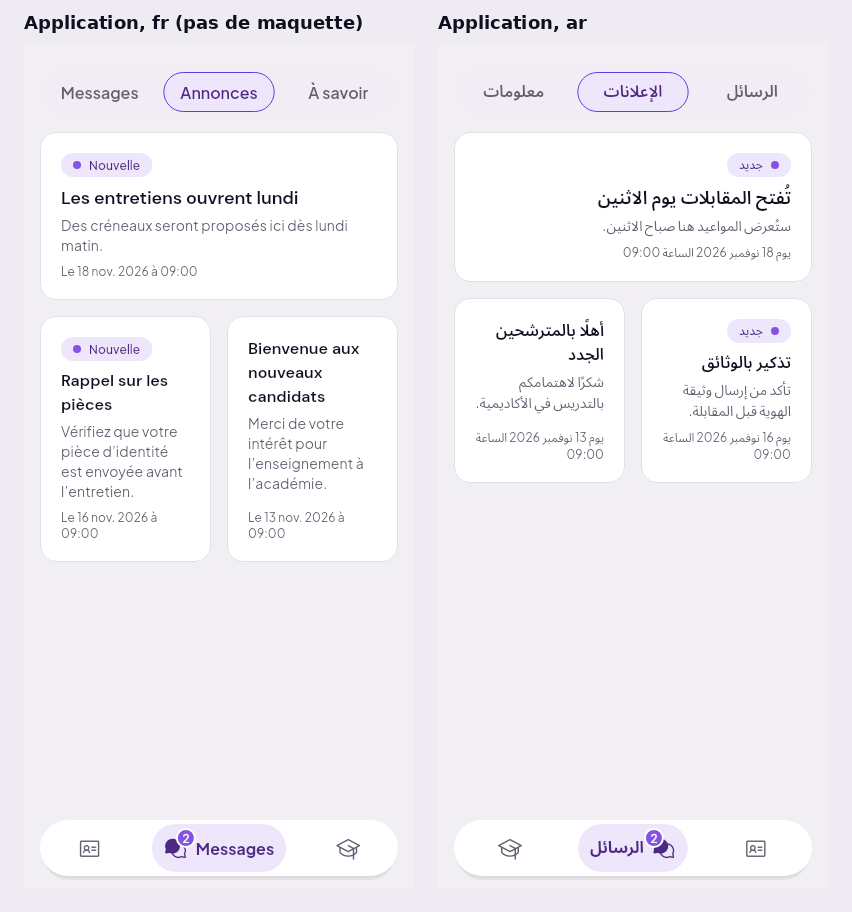 Application, fr (pas de maquette)
Messages
Annonces
À savoir
Nouvelle
Les entretiens ouvrent lundi
Des créneaux seront proposés ici dès lundi
matin.
Le 18 nov. 2026 à 09:00
Nouvelle
Rappel sur les
pièces
Vérifiez que votre
pièce d’identité
est envoyée avant
l’entretien.
Le 16 nov. 2026 à
09:00
Bienvenue aux
nouveaux
candidats
Merci de votre
intérêt pour
l’enseignement à
l’académie.
Le 13 nov. 2026 à
09:00
2
Messages
Application, ar
الرسائل
الإعلانات
معلومات
جديد
تُفتح المقابلات يوم الاثنين
ستُعرض المواعيد هنا صباح الاثنين.
يوم 18 نوفمبر 2026 الساعة 09:00
جديد
تذكير بالوثائق
تأكد من إرسال وثيقة
الهوية قبل المقابلة.
يوم 16 نوفمبر 2026 الساعة
09:00
أهلًا بالمترشحين
الجدد
شكرًا لاهتمامكم
بالتدريس في الأكاديمية.
يوم 13 نوفمبر 2026 الساعة
09:00
2
الرسائل